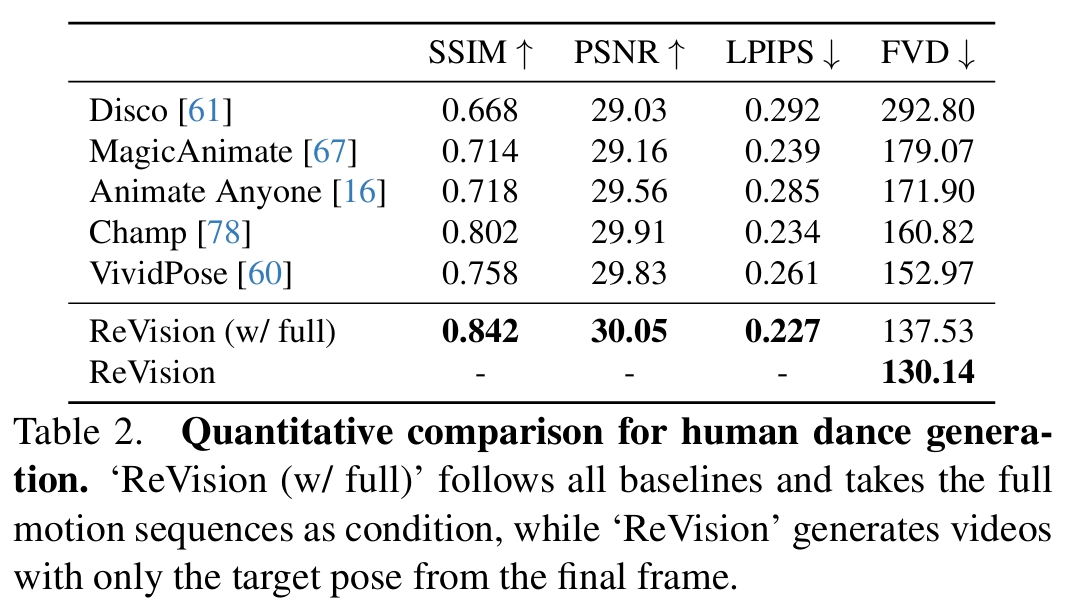 SSIM ↑ PSNR ↑ LPIPS ↓ FVD ↓
Disco [61] 0.668 29.03 0.292 292.80
MagicAnimate [67] 0.714 29.16 0.239 179.07
Animate Anyone [16] 0.718 29.56 0.285 171.90
Champ [78] 0.802 29.91 0.234 160.82
VividPose [60] 0.758 29.83 0.261 152.97
ReVision (w/ full) 0.842 30.05 0.227 137.53
ReVision - - - 130.14
Table 2. Quantitative comparison for human dance genera-
tion. ‘ReVision (w/ full)’ follows all baselines and takes the full
motion sequences as condition, while ‘ReVision’ generates videos
with only the target pose from the final frame.